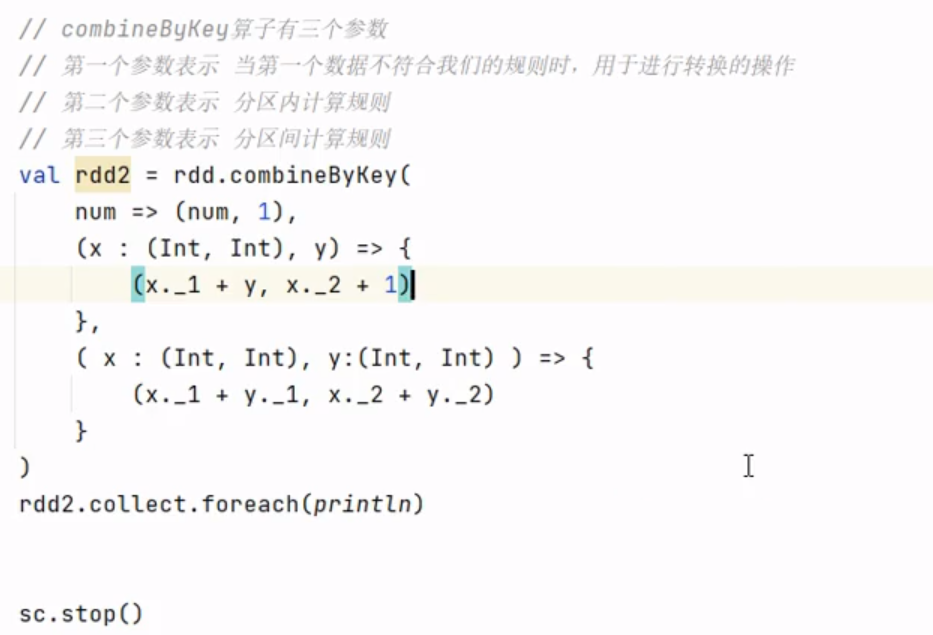 // combineByKey算子有三个参数
// 第一个参数表示 当第一个数据不符合我们的规则时，用于进行转换的操作
// 第二个参数表示 分区内计算规则
// 第三个参数表示 分区间计算规则
val rdd2 = rdd.combineByKey(
    num => (num, 1),
    (x : (Int, Int), y) => {
        (x._1 + y, x._2 + 1)
    },
    ( x : (Int, Int), y:(Int, Int) ) => {
        (x._1 + y._1, x._2 + y._2)
    }
)
rdd2.collect.foreach(println)
sc.stop()